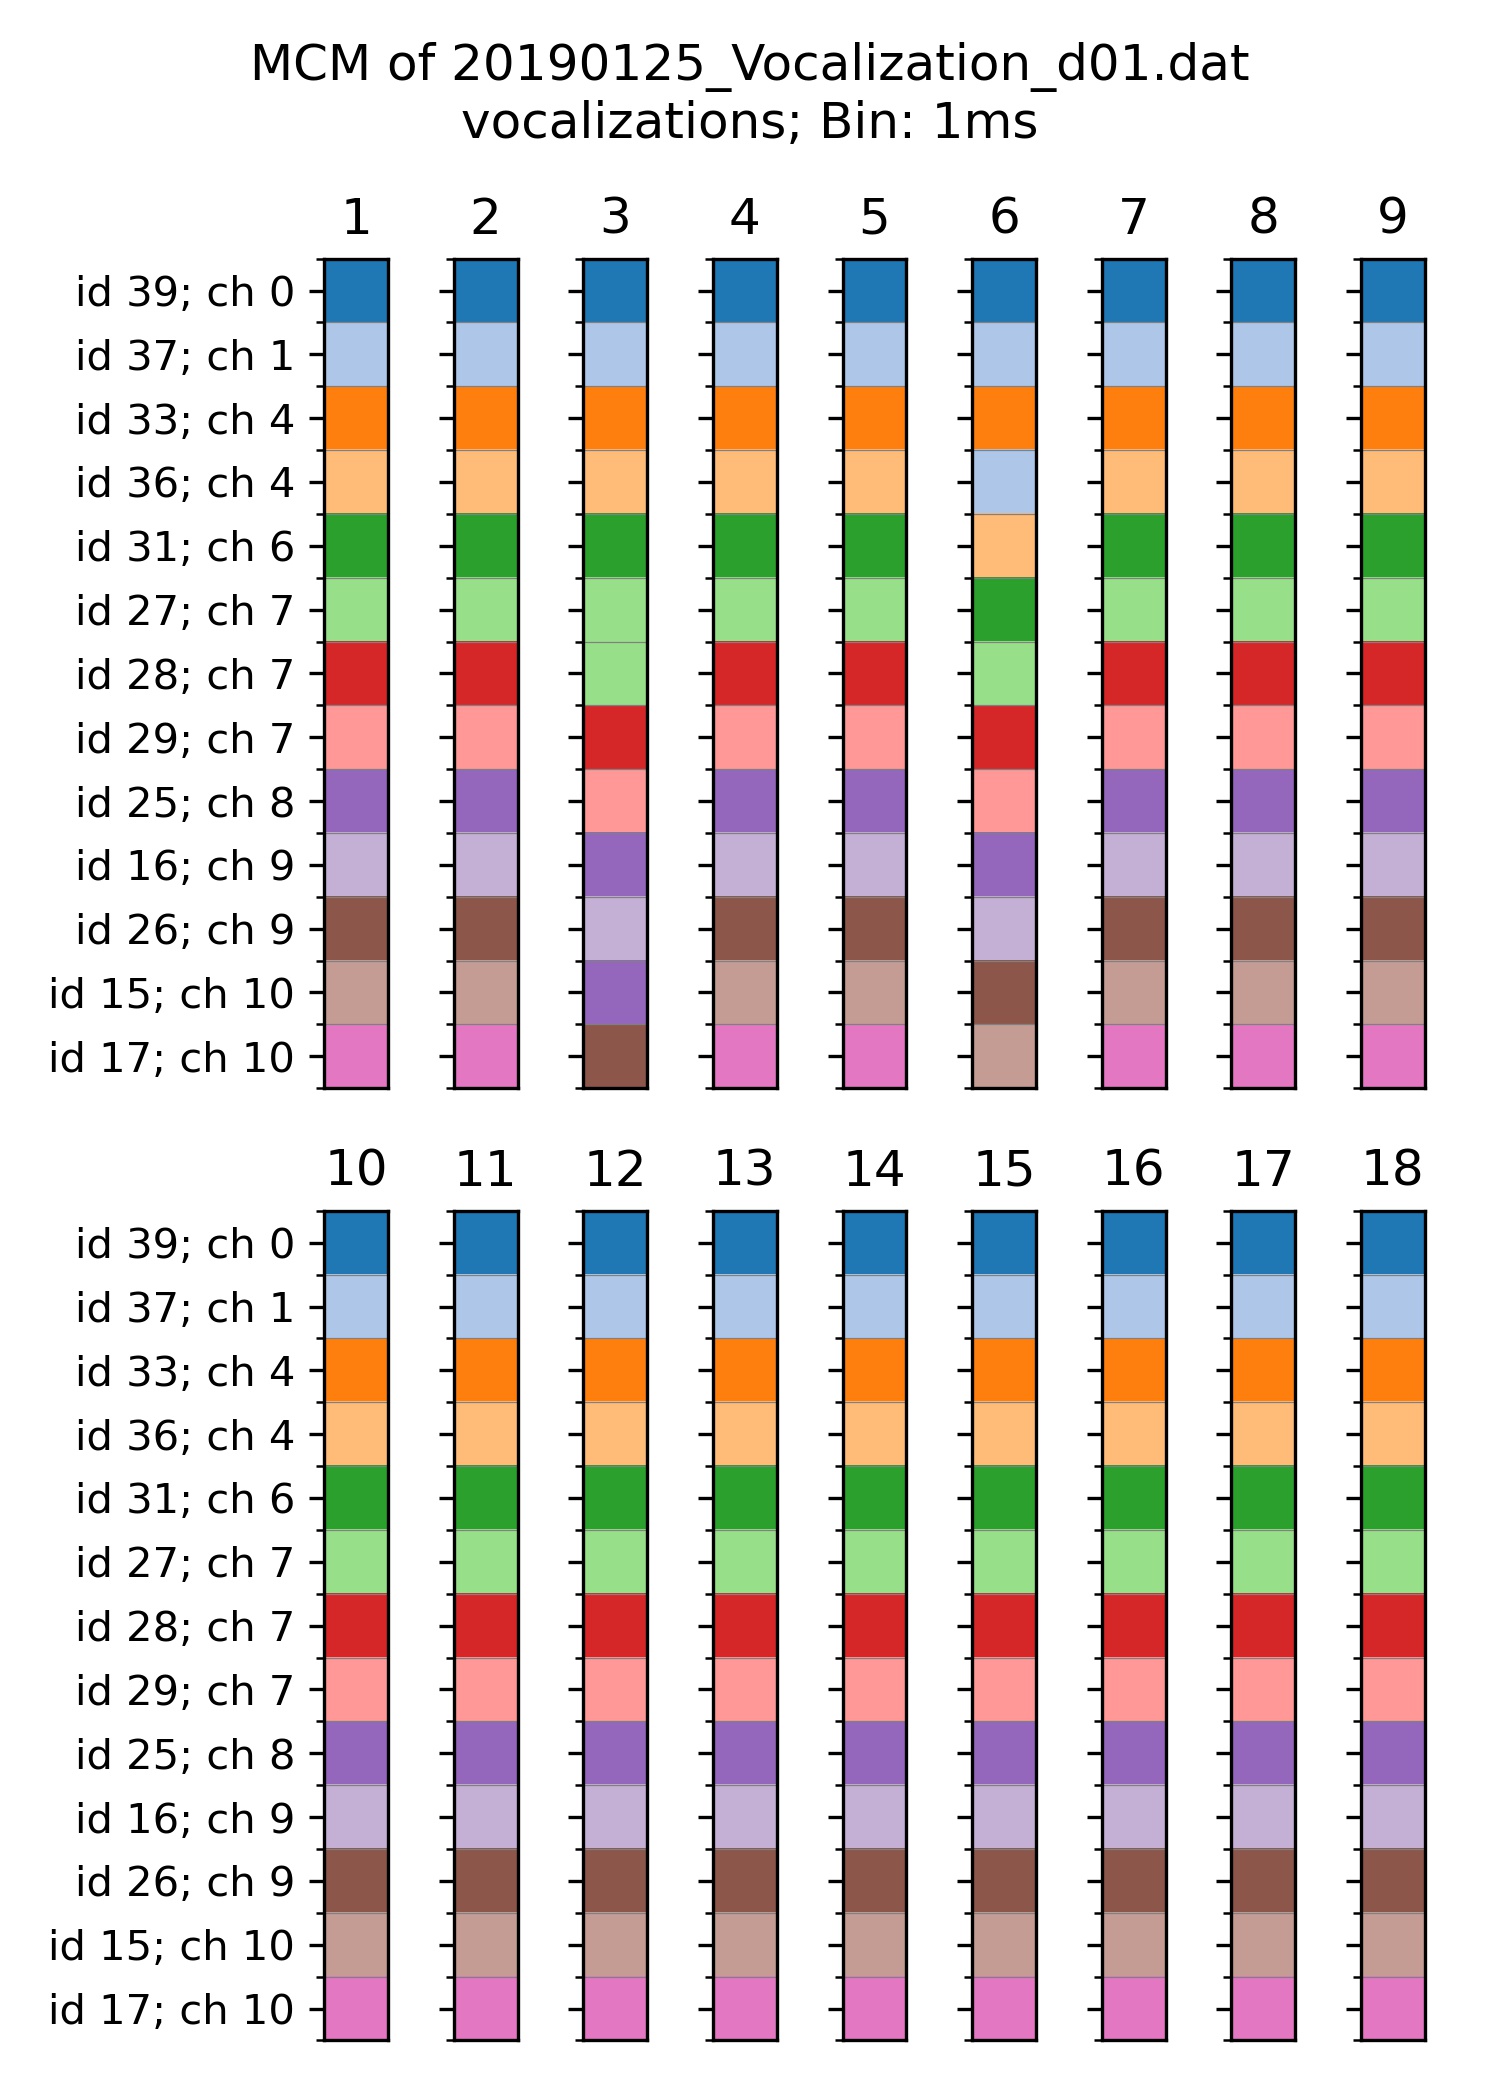 MCM of 20190125_Vocalization_d01.dat
vocalizations; Bin: 1ms
1 2 3 4 5 6 7 8 9
id 39; ch 0
id 37; ch 1
id 33; ch 4
id 36; ch 4
id 31; ch 6
id 27; ch 7
id 28; ch 7
id 29; ch 7
id 25; ch 8
id 16; ch 9
id 26; ch 9
id 15; ch 10
id 17; ch 10
10 11 12 13 14 15 16 17 18
id 39; ch 0
id 37; ch 1
id 33; ch 4
id 36; ch 4
id 31; ch 6
id 27; ch 7
id 28; ch 7
id 29; ch 7
id 25; ch 8
id 16; ch 9
id 26; ch 9
id 15; ch 10
id 17; ch 10